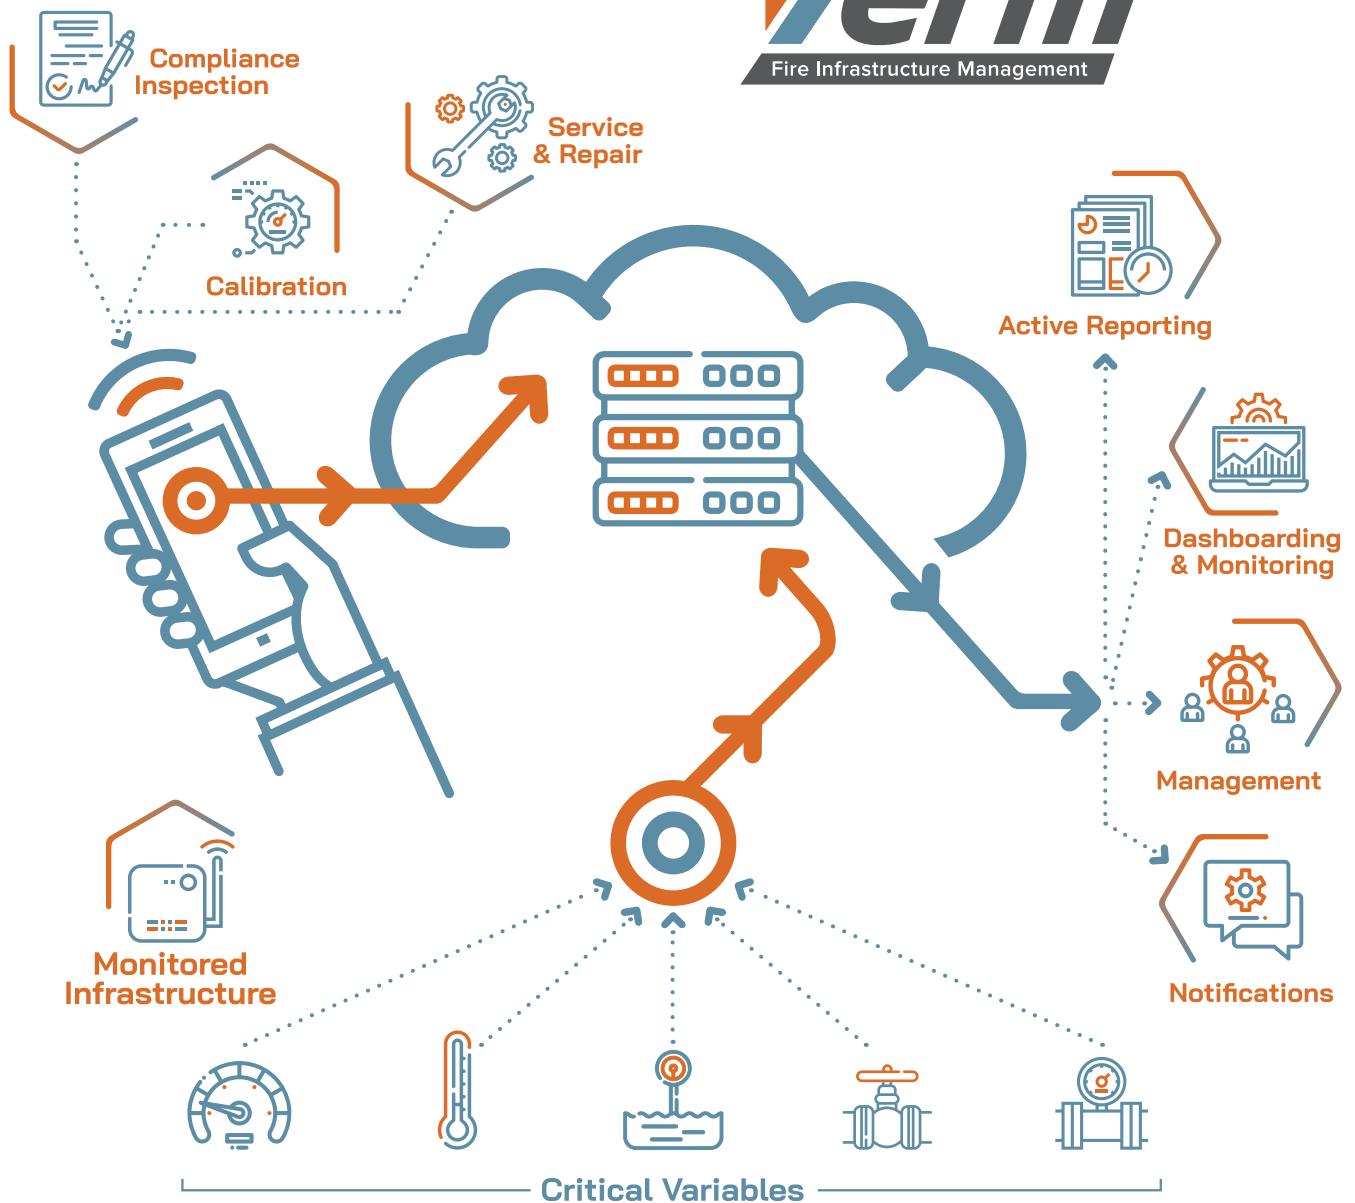 Fire Infrastructure Management
Compliance
Inspection
Service
& Repair
Calibration
Active Reporting
Dashboarding
& Monitoring
Management
Notifications
Monitored
Infrastructure
Critical Variables